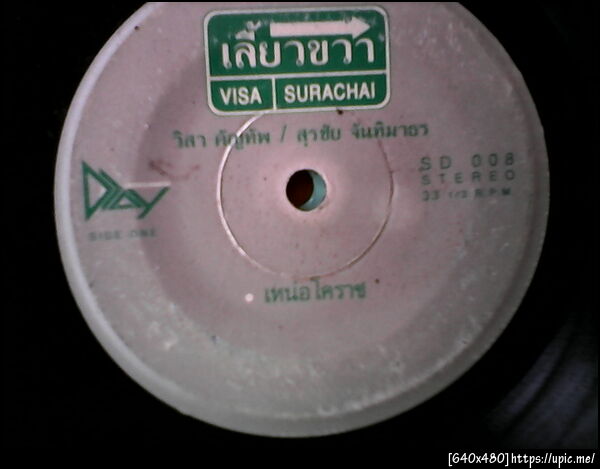 เลี้ยวขวา
VISA SURACHAI
วิสา คัญทัพ / สุรชัย จันทิมาธร
SD 008
STEREO
33 1/3 R.P.M.
Play
SIDE ONE
เหน่อโคราช
[640x480]https://upic.me/